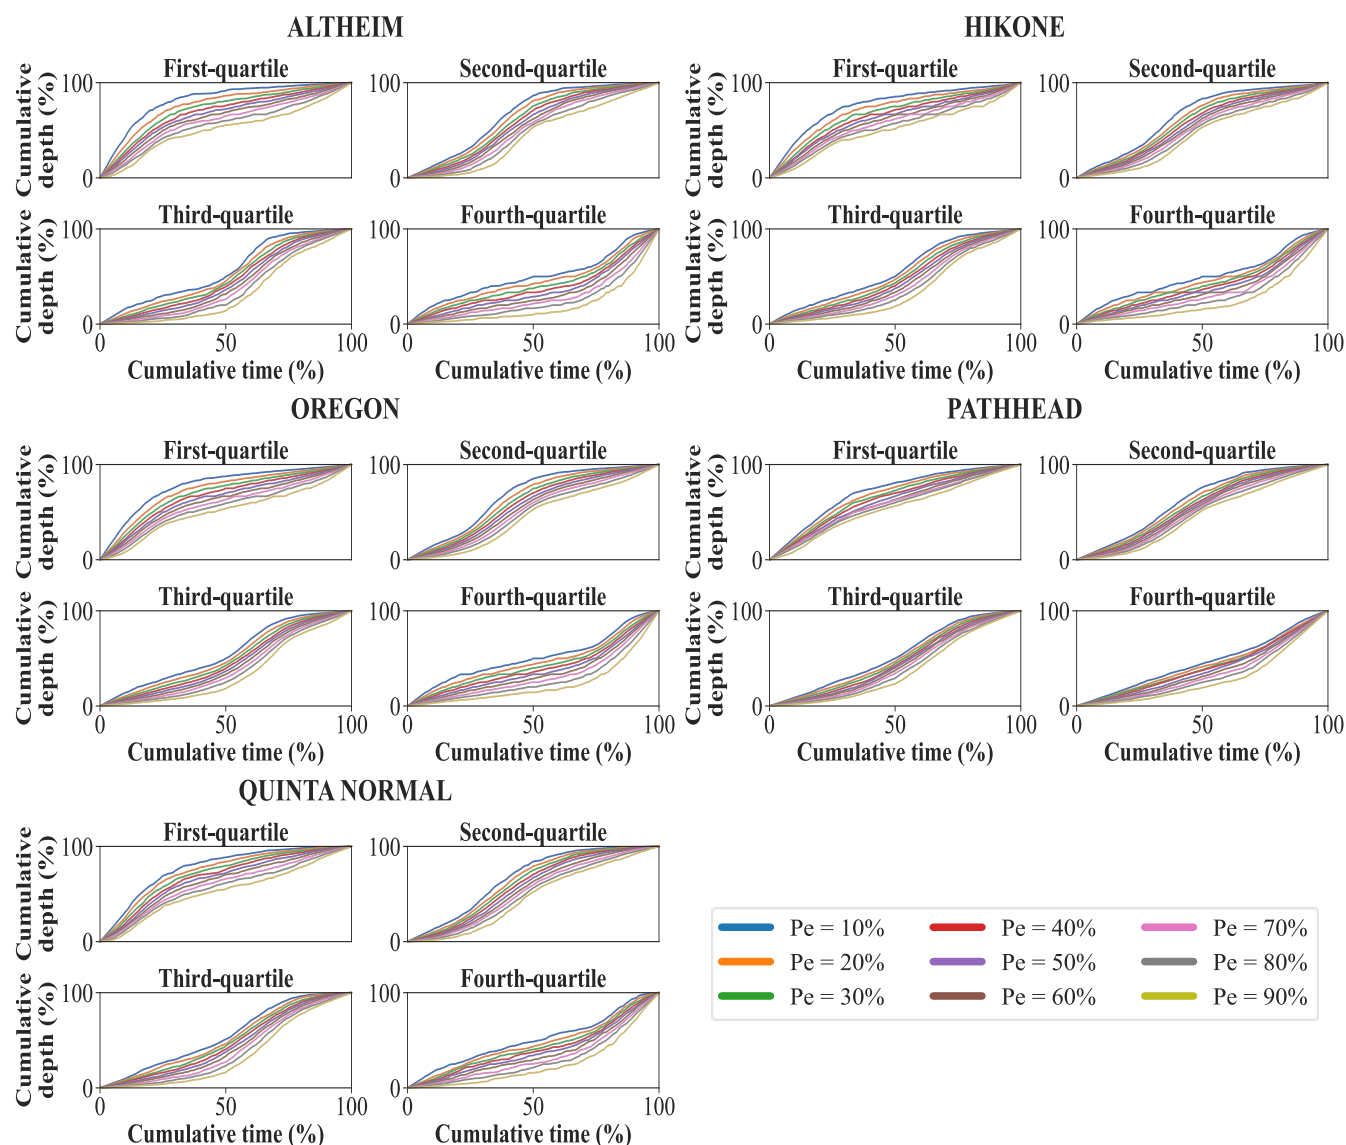 ALTHEIM
First-quartile
Second-quartile
Cumulative
depth (%)
100
0
100
0
Third-quartile
Fourth-quartile
Cumulative
depth (%)
100
0
100
0
0
50
100
0
50
100
Cumulative time (%)
Cumulative time (%)
HIKONE
First-quartile
Second-quartile
Cumulative
depth (%)
100
0
100
0
Third-quartile
Fourth-quartile
Cumulative
depth (%)
100
0
100
0
0
50
100
0
50
100
Cumulative time (%)
Cumulative time (%)
OREGON
First-quartile
Second-quartile
Cumulative
depth (%)
100
0
100
0
Third-quartile
Fourth-quartile
Cumulative
depth (%)
100
0
100
0
0
50
100
0
50
100
Cumulative time (%)
Cumulative time (%)
PATHHEAD
First-quartile
Second-quartile
Cumulative
depth (%)
100
0
100
0
Third-quartile
Fourth-quartile
Cumulative
depth (%)
100
0
100
0
0
50
100
0
50
100
Cumulative time (%)
Cumulative time (%)
QUINTA NORMAL
First-quartile
Second-quartile
Cumulative
depth (%)
100
0
100
0
Third-quartile
Fourth-quartile
Cumulative
depth (%)
100
0
100
0
0
50
100
0
50
100
Cumulative time (%)
Cumulative time (%)
Pe = 10%
Pe = 20%
Pe = 30%
Pe = 40%
Pe = 50%
Pe = 60%
Pe = 70%
Pe = 80%
Pe = 90%